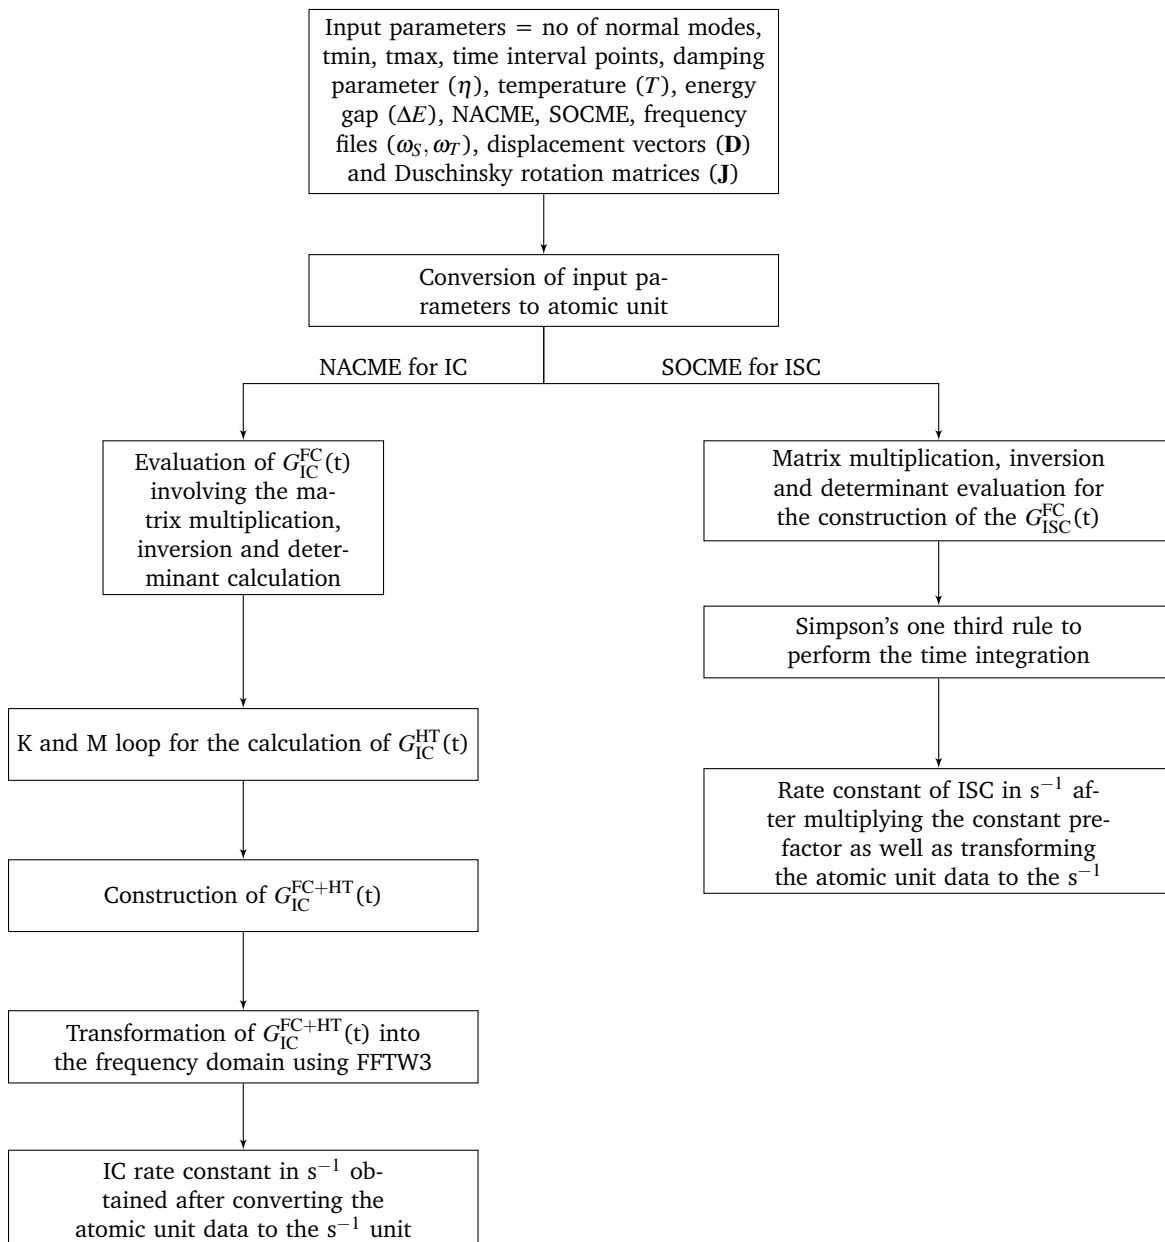 Input parameters = no of normal modes,
tmin, tmax, time interval points, damping
parameter (η), temperature (T), energy
gap (ΔE), NACME, SOCME, frequency
files (ω_S, ω_T), displacement vectors (D)
and Duschinsky rotation matrices (J)
Conversion of input pa-
rameters to atomic unit
NACME for IC
SOCME for ISC
Evaluation of G_IC^FC(t)
involving the ma-
trix multiplication,
inversion and deter-
minant calculation
K and M loop for the calculation of G_IC^HT(t)
Construction of G_IC^FC+HT(t)
Transformation of G_IC^FC+HT(t) into
the frequency domain using FFTW3
IC rate constant in s⁻¹ ob-
tained after converting the
atomic unit data to the s⁻¹ unit
Matrix multiplication, inversion
and determinant evaluation for
the construction of the G_ISC^FC(t)
Simpson's one third rule to
perform the time integration
Rate constant of ISC in s⁻¹ af-
ter multiplying the constant pre-
factor as well as transforming
the atomic unit data to the s⁻¹